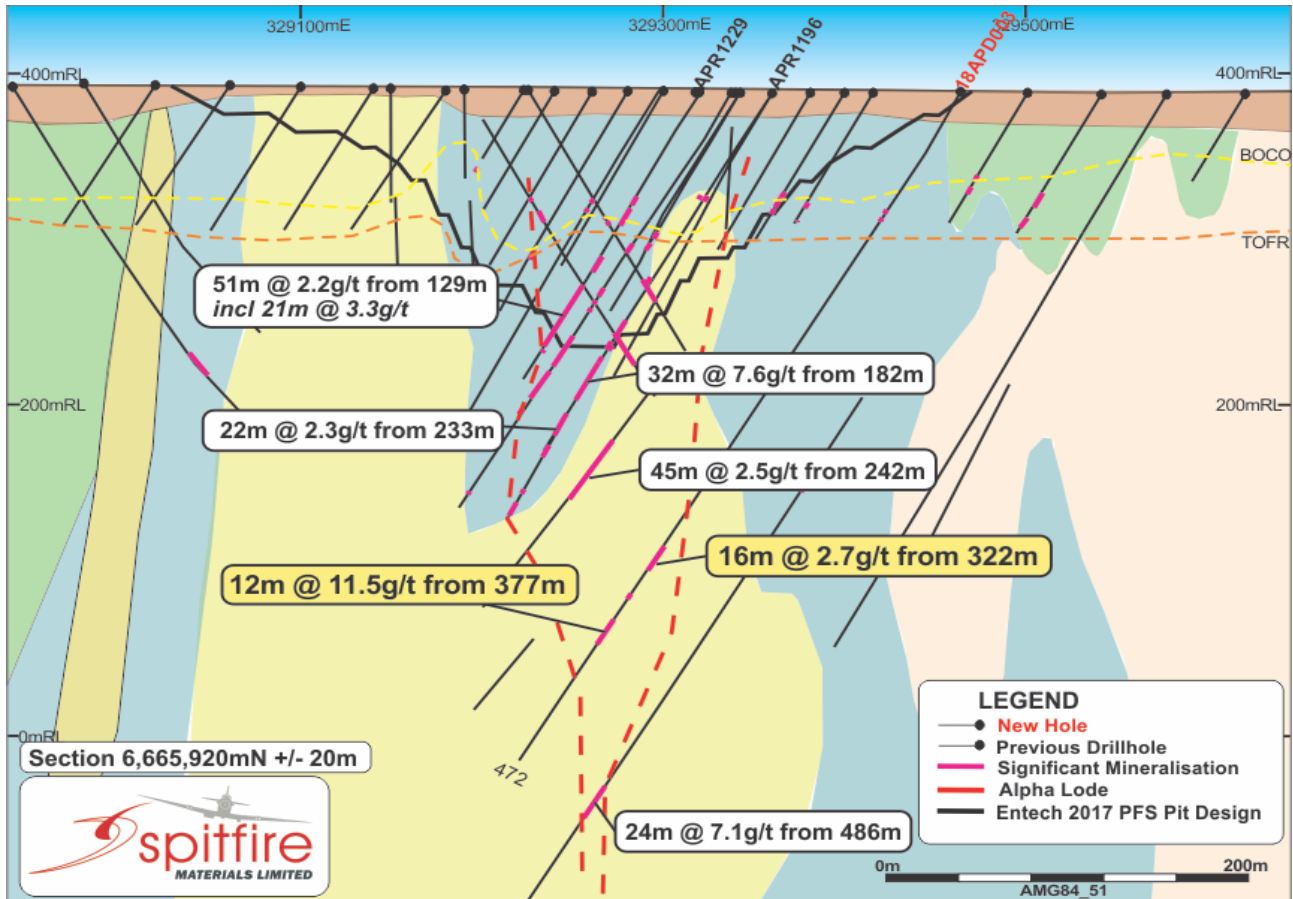 329100mE
329300mE
329500mE
APR1229
APR1196
18APD003
400mRL
400mRL
BOCO
TOFR
51m @ 2.2g/t from 129m
incl 21m @ 3.3g/t
32m @ 7.6g/t from 182m
200mRL
200mRL
22m @ 2.3g/t from 233m
45m @ 2.5g/t from 242m
16m @ 2.7g/t from 322m
12m @ 11.5g/t from 377m
LEGEND
New Hole
Previous Drillhole
Significant Mineralisation
Alpha Lode
Entech 2017 PFS Pit Design
0mRL
Section 6,665,920mN +/- 20m
472
spitfire
MATERIALS LIMITED
24m @ 7.1g/t from 486m
0m
200m
AMG84_51